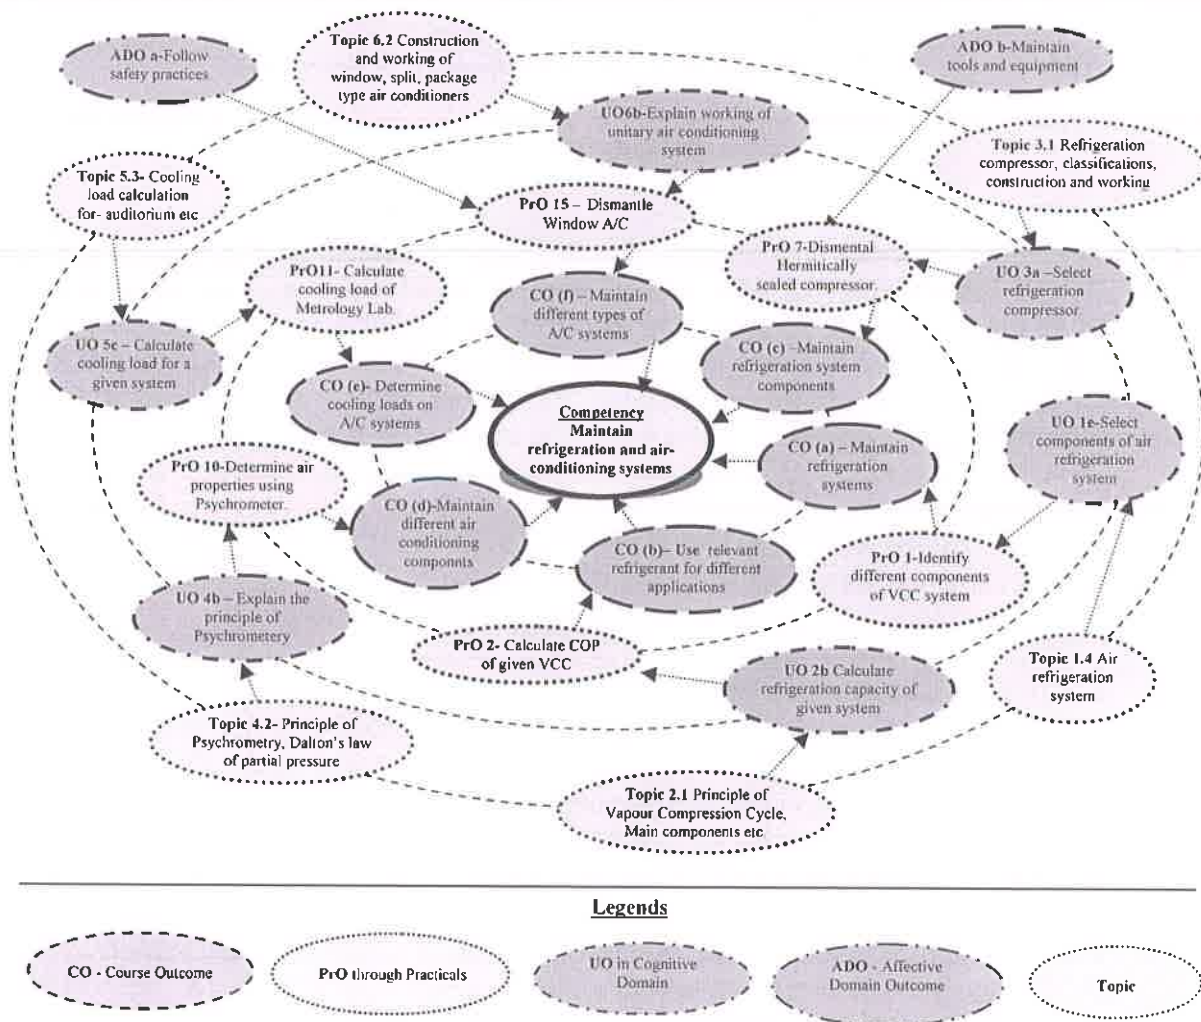 ADO a-Follow
safety practices
Topic 6.2 Construction
and working of
window, split, package
type air conditioners
ADO b-Maintain
tools and equipment
UO6b-Explain working of
unitary air conditioning
system
Topic 3.1 Refrigeration
compressor, classifications,
construction and working
Topic 5.3- Cooling
load calculation
for- auditorium etc
PrO 15 – Dismantle
Window A/C
PrO 7-Dismental
Hermitically
sealed compressor.
PrO11- Calculate
cooling load of
Metrology Lab.
UO 3a –Select
refrigeration
compressor.
CO (f) – Maintain
different types of
A/C systems
UO 5c – Calculate
cooling load for a
given system
CO (c) –Maintain
refrigeration system
components
CO (e)- Determine
cooling loads on
A/C systems
Competency
Maintain
refrigeration and air-
conditioning systems
UO 1e-Select
components of air
refrigeration
system
CO (a) – Maintain
refrigeration
systems
PrO 10-Determine air
properties using
Psychrometer.
CO (d)-Maintain
different air
conditioning
componnts
CO (b)– Use relevant
refrigerant for different
applications
PrO 1-Identify
different components
of VCC system
UO 4b – Explain the
principle of
Psychrometery
PrO 2- Calculate COP
of given VCC
UO 2b Calculate
refrigeration capacity of
given system
Topic 1.4 Air
refrigeration
system
Topic 4.2- Principle of
Psychrometry, Dalton's law
of partial pressure
Topic 2.1 Principle of
Vapour Compression Cycle,
Main components etc
Legends
CO - Course Outcome
PrO through Practicals
UO in Cognitive
Domain
ADO - Affective
Domain Outcome
Topic